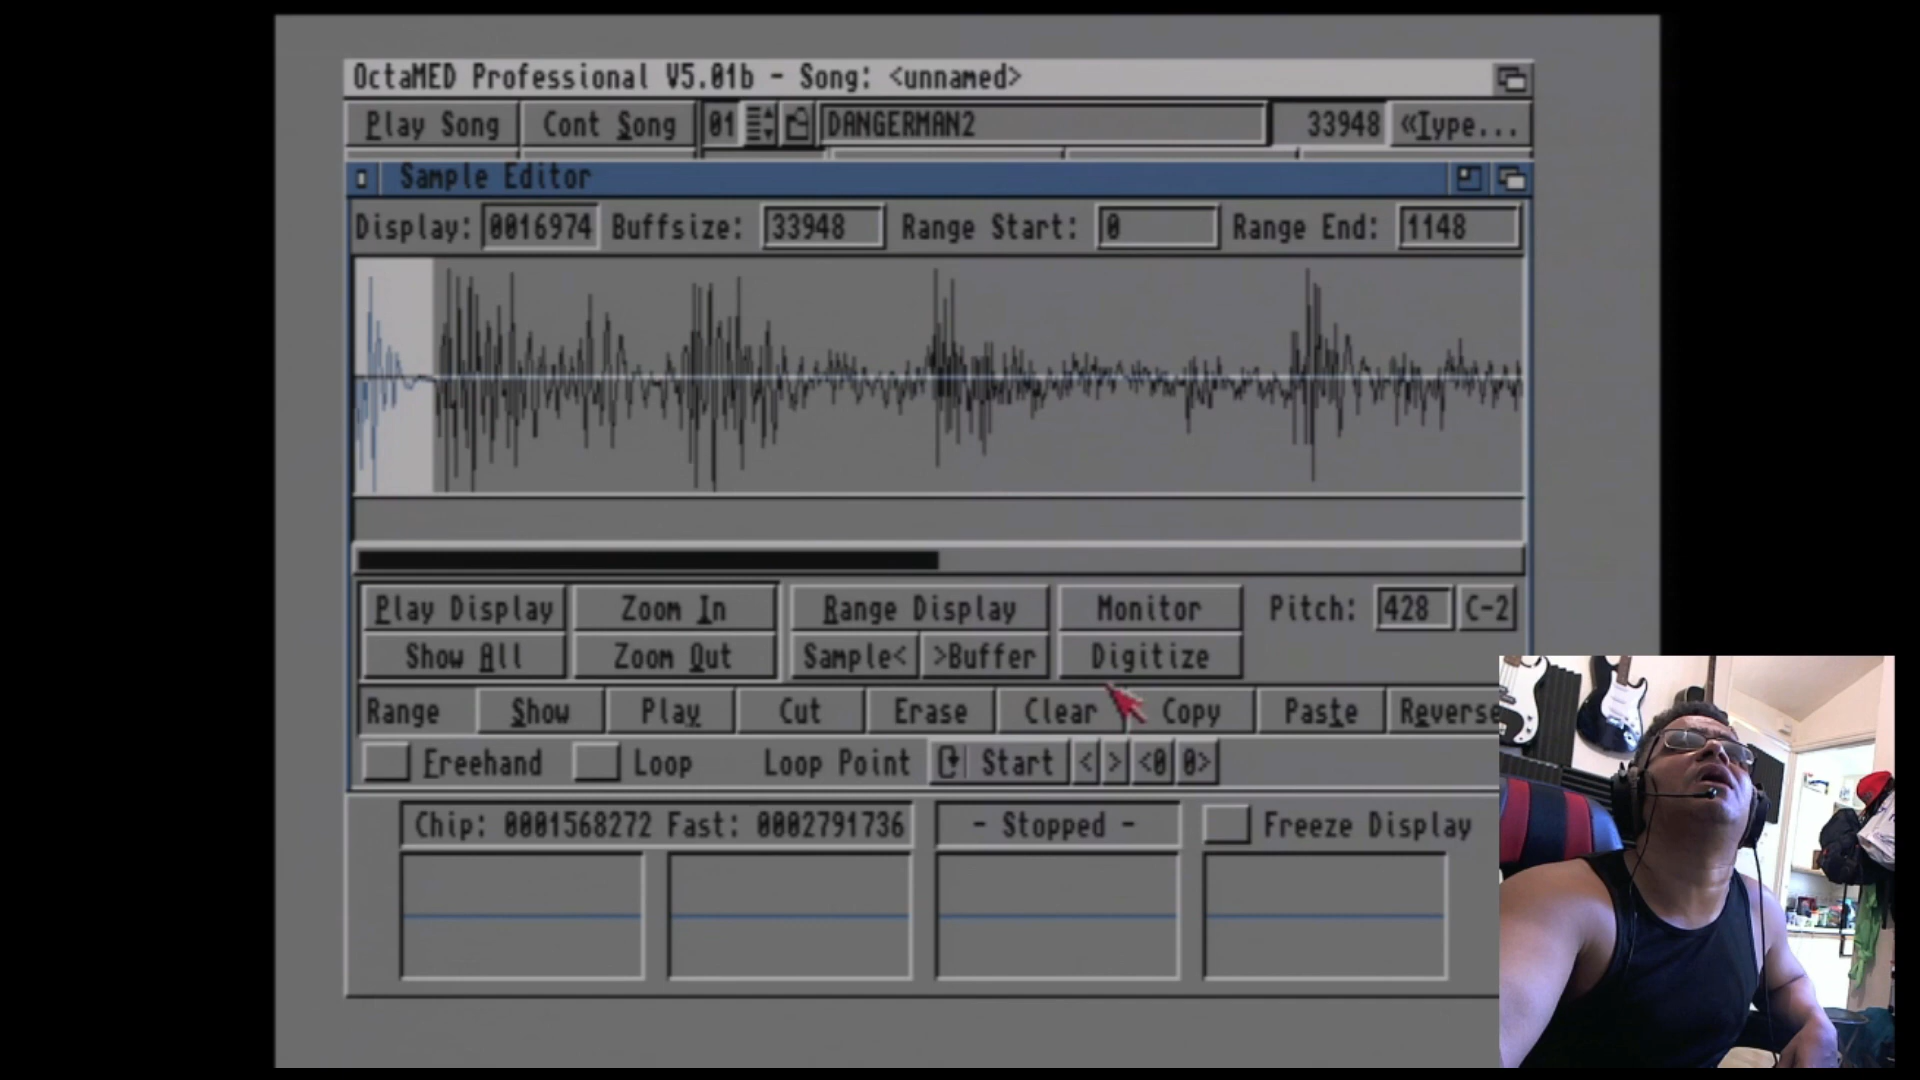 OctaMED Professional V5.01b - Song: <unnamed>
Play Song Cont Song 01 DANGERMAN2 33948 «Type...
Sample Editor
Display: 0016974 Buffsize: 33948 Range Start: 0 Range End: 1148
Play Display Zoom In Range Display Monitor Pitch: 428 C-2
Show All Zoom Out Sample< >Buffer Digitize
Range Show Play Cut Erase Clear Copy Paste Reverse
Freehand Loop Loop Point Start < > <0 0>
Chip: 0001568272 Fast: 0002791736 - Stopped - Freeze Display